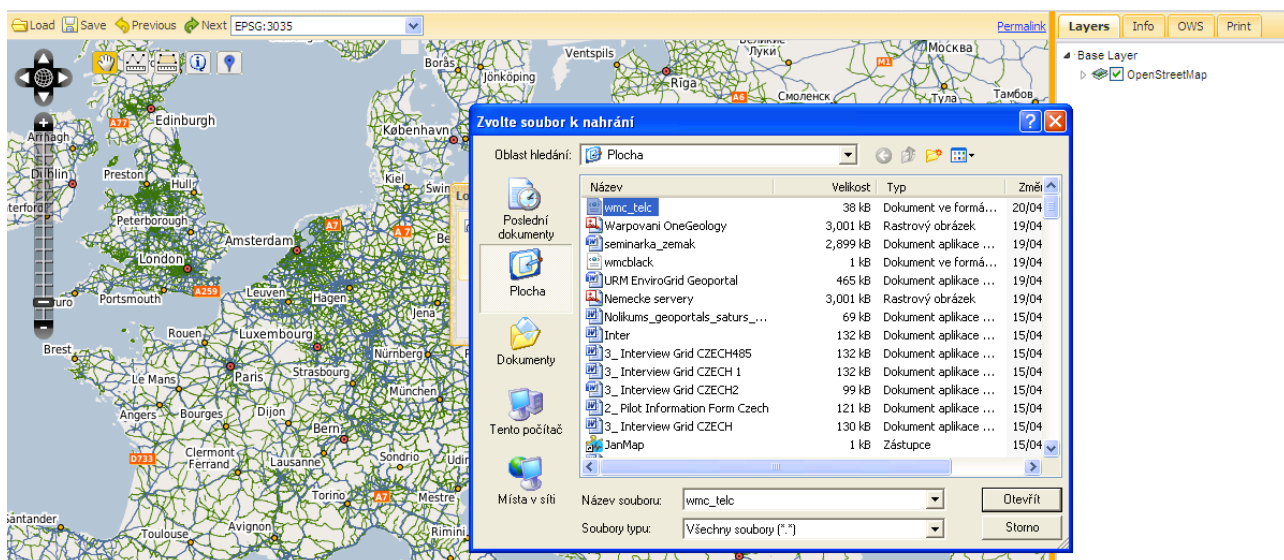 Load Save Previous Next EPSG:3035 Permalink
Layers Info OWS Print
Base Layer
OpenStreetMap
Borås
Jönköping
Ventspils
Rīga
Великие
Луки
Москва
M1
A6
Смоленск
Тула
Тамбов
Edinburgh
A77
Armagh
Dublin
Preston
Hull
Peterborough
London
Portsmouth
A259
København
Kiel
A7
A7
Amsterdam
Leuven
Hagen
Jena
Brest
Rouen
Luxembourg
Le Mans
Paris
Strasbourg
Nürnberg
München
Angers
Bourges
Dijon
Bern
D733
Clermont
Ferrand
Lausanne
Sondrio
Udin
Torino
A7
Mestre
Santander
Toulouse
Avignon
Rimini
Zvolte soubor k nahrání
Oblast hledání: Plocha
Poslední
dokumenty
Plocha
Dokumenty
Tento počítač
Místa v síti
Název Velikost Typ Změ
wmc_telc 38 kB Dokument ve formá... 20/04
Warpovani OneGeology 3,001 kB Rastrový obrázek 19/04
seminarka_zemak 2,899 kB Dokument aplikace ... 19/04
wmcblack 1 kB Dokument ve formá... 19/04
URM EnviroGrid Geoportal 465 kB Dokument aplikace ... 19/04
Nemecke servery 3,001 kB Rastrový obrázek 19/04
Nolikums_geoportals_saturs_... 69 kB Dokument aplikace ... 15/04
Inter 132 kB Dokument aplikace ... 15/04
3_ Interview Grid CZECH485 132 kB Dokument aplikace ... 15/04
3_ Interview Grid CZECH 1 132 kB Dokument aplikace ... 15/04
3_ Interview Grid CZECH2 99 kB Dokument aplikace ... 15/04
2_ Pilot Information Form Czech 121 kB Dokument aplikace ... 15/04
3_ Interview Grid CZECH 130 kB Dokument aplikace ... 15/04
JanMap 1 kB Zástupce 15/04
Název souboru: wmc_telc Otevřít
Soubory typu: Všechny soubory (*.*) Storno